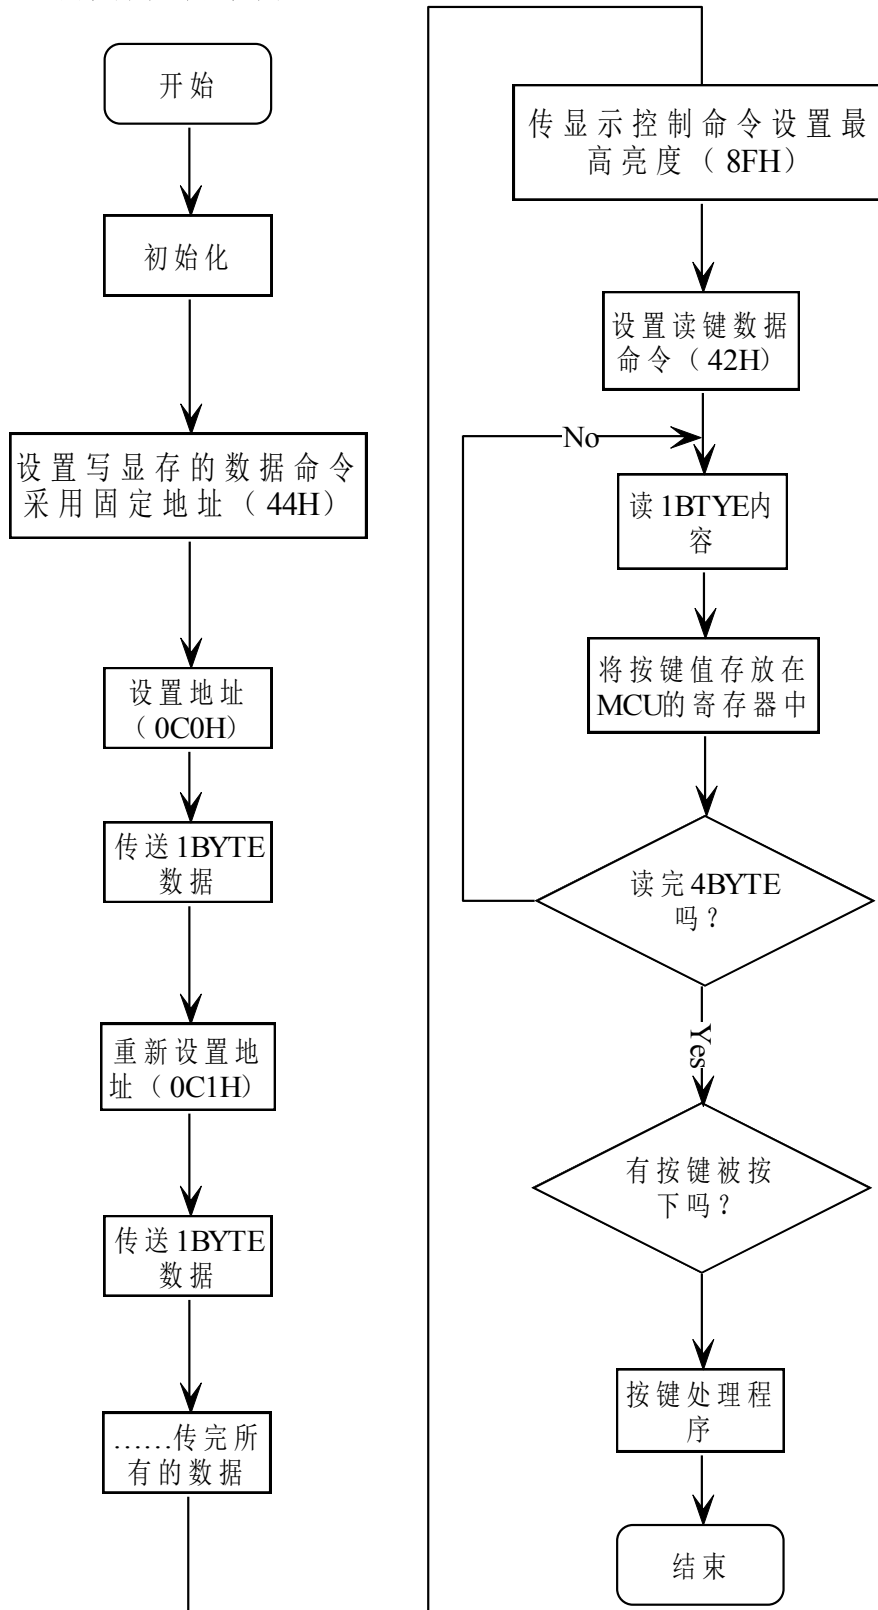 开始
初始化
设置写显存的数据命令
采用固定地址（44H）
设置地址
（0C0H）
传送1BYTE
数据
重新设置地
址（0C1H）
传送1BYTE
数据
……传完所
有的数据
传显示控制命令设置最
高亮度（8FH）
设置读键数据
命令（42H）
No
读1BTYE内
容
将按键值存放在
MCU的寄存器中
读完4BYTE
吗？
Yes
有按键被按
下吗？
按键处理程
序
结束